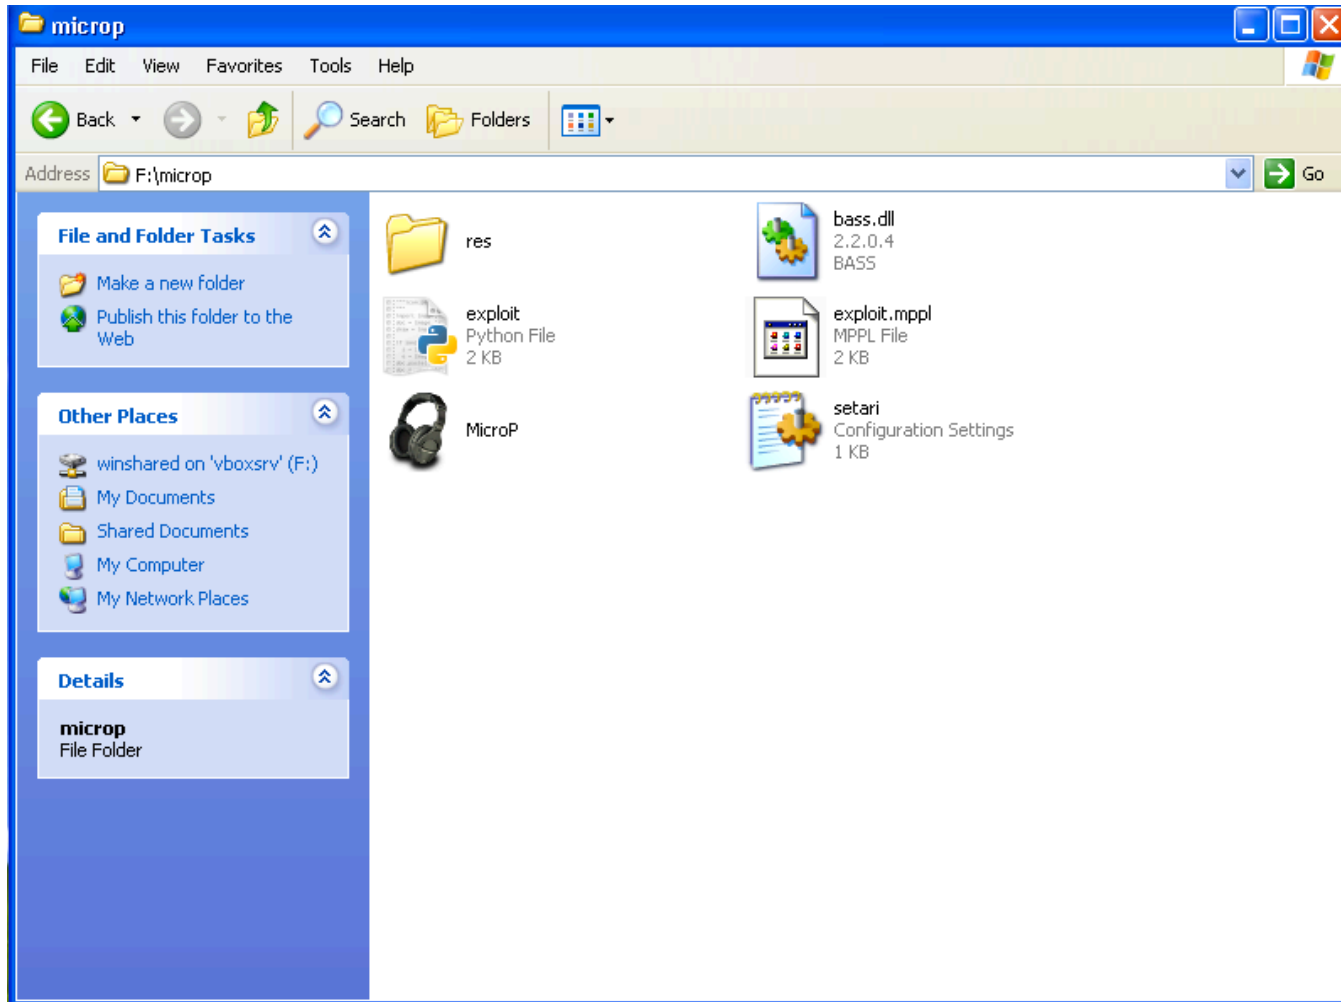 microp
File Edit View Favorites Tools Help
Back Search Folders
Address F:\microp Go
File and Folder Tasks
Make a new folder
Publish this folder to the
Web
Other Places
winshared on 'vboxsrv' (F:)
My Documents
Shared Documents
My Computer
My Network Places
Details
microp
File Folder
res
bass.dll
2.2.0.4
BASS
exploit
Python File
2 KB
exploit.mppl
MPPL File
2 KB
MicroP
setari
Configuration Settings
1 KB